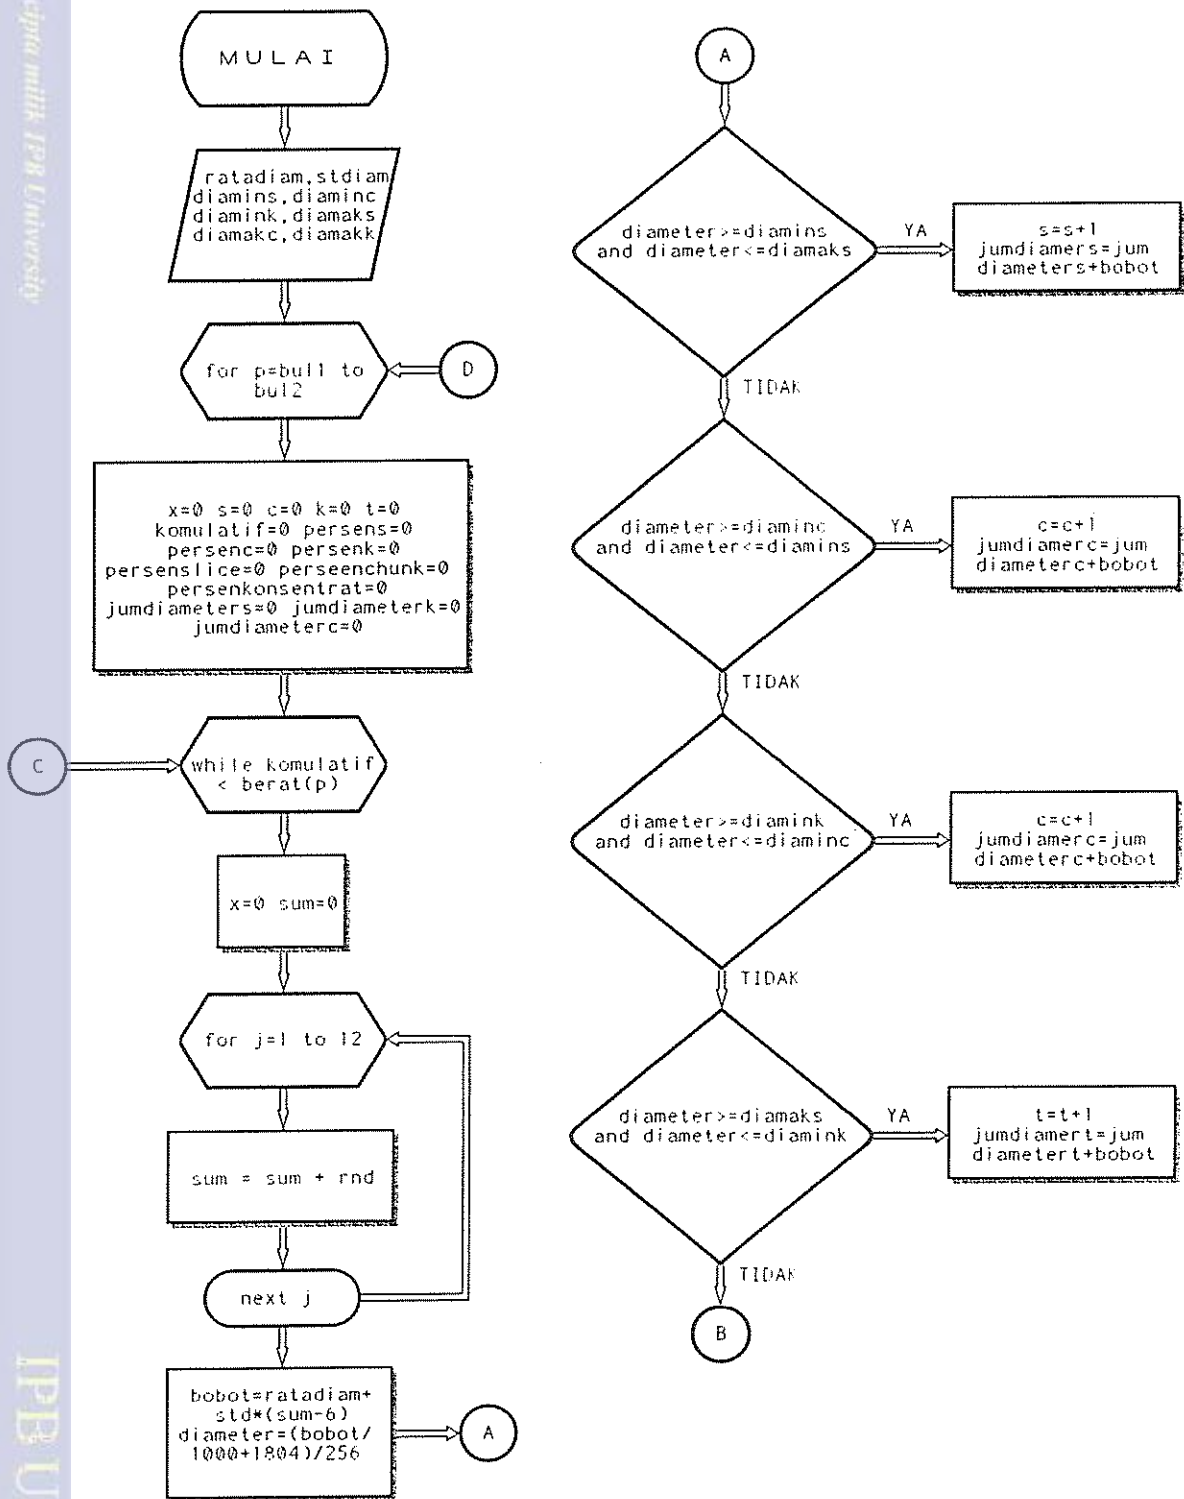 cipta milik IPB University
IPB U
MULAI
ratadiam,stdiam
diamins,diaminc
diamink,diamaks
diamakc,diamakk
for p=bul1 to
bul2
D
x=0 s=0 c=0 k=0 t=0
komulatif=0 persens=0
persenc=0 persenk=0
persenslice=0 perseenchunk=0
persenkonsentrat=0
jumdiameters=0 jumdiameterk=0
jumdiameterc=0
C
while komulatif
< berat(p)
x=0 sum=0
for j=1 to 12
sum = sum + rnd
next j
bobot=ratadiam+
std*(sum-6)
diameter=(bobot/
1000+1804)/256
A
A
diameter>=diamins
and diameter<=diamaks
YA
s=s+1
jumdiamers=jum
diameters+bobot
TIDAK
diameter>=diaminc
and diameter<=diamins
YA
c=c+1
jumdiamerc=jum
diameterc+bobot
TIDAK
diameter>=diamink
and diameter<=diaminc
YA
c=c+1
jumdiamerc=jum
diameterc+bobot
TIDAK
diameter>=diamaks
and diameter<=diamink
YA
t=t+1
jumdiamert=jum
diametert+bobot
TIDAK
B